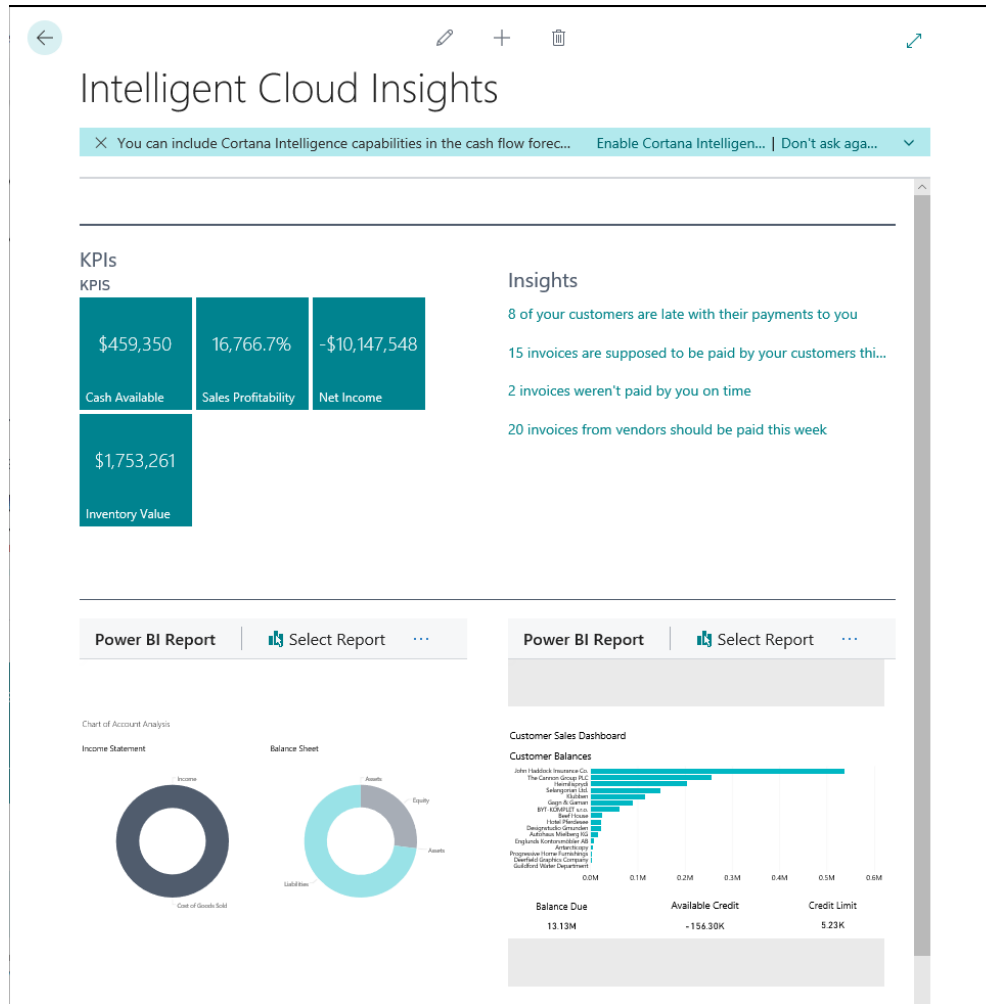 Intelligent Cloud Insights
You can include Cortana Intelligence capabilities in the cash flow forec... Enable Cortana Intelligen... | Don't ask aga...
KPIs
KPIS
$459,350
Cash Available
16,766.7%
Sales Profitability
-$10,147,548
Net Income
$1,753,261
Inventory Value
Insights
8 of your customers are late with their payments to you
15 invoices are supposed to be paid by your customers thi...
2 invoices weren't paid by you on time
20 invoices from vendors should be paid this week
Power BI Report Select Report ...
Chart of Account Analysis
Income Statement
Income
Cost of Goods Sold
Balance Sheet
Assets
Equity
Assets
Liabilities
Power BI Report Select Report ...
Customer Sales Dashboard
Customer Balances
John Haddock Insurance Co.
The Cannon Group PLC
Heimilisprydi
Selangorian Ltd.
Klubben
Gagn & Gaman
BYT-KOMPLET s.r.o.
Beef House
Hotel Pferdesee
Designstudio Gmunden
Autohaus Mielberg KG
Englunds Kontorsmöbler AB
Antarcticopy
Progressive Home Furnishings
Deerfield Graphics Company
Guildford Water Department
0.0M 0.1M 0.2M 0.3M 0.4M 0.5M 0.6M
Balance Due Available Credit Credit Limit
13.13M -156.30K 5.23K